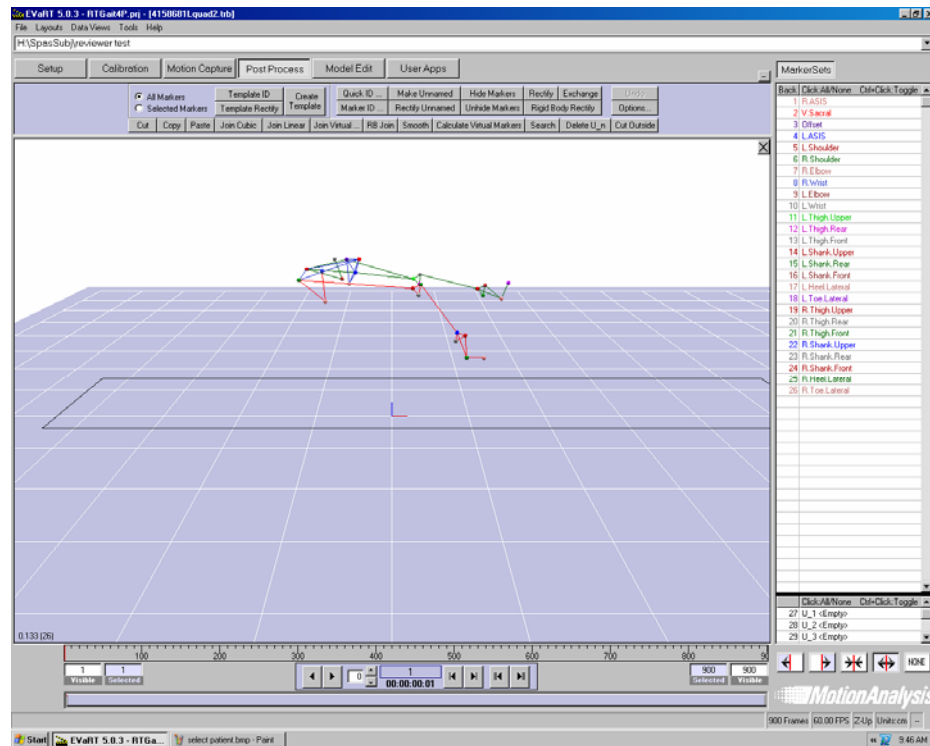 EVaRT 5.0.3 - RTGait4P.prj - [4150601Lquad2.trb]
File Layouts Data Views Tools Help
H:\SpasSubj\reviewer test
Setup Calibration Motion Capture Post Process Model Edit User Apps
MarkerSets
All Markers Template ID Create Template Quick ID ... Make Unnamed Hide Markers Rectify Exchange Undo
Selected Markers Template Rectify Marker ID ... Rectify Unnamed Unhide Markers Rigid Body Rectify Options...
Cut Copy Paste Join Cubic Join Linear Join Virtual... RB Join Smooth Calculate Virtual Markers Search Delete U_n Cut Outside
Back Click:All/None Ctrl+Click:Toggle
1 R.ASIS
2 V.Sacral
3 Offset
4 L.ASIS
5 L.Shoulder
6 R.Shoulder
7 R.Elbow
8 R.Wrist
9 L.Elbow
10 L.Wrist
11 L.Thigh.Upper
12 L.Thigh.Rear
13 L.Thigh.Front
14 L.Shank.Upper
15 L.Shank.Rear
16 L.Shank.Front
17 L.Heel.Lateral
18 L.Toe.Lateral
19 R.Thigh.Upper
20 R.Thigh.Rear
21 R.Thigh.Front
22 R.Shank.Upper
23 R.Shank.Rear
24 R.Shank.Front
25 R.Heel.Lateral
26 R.Toe.Lateral
Click:All/None Ctrl+Click:Toggle
27 U_1 <Empty>
28 U_2 <Empty>
29 U_3 <Empty>
0.133 (26)
100 200 300 400 500 600 700 800 90
1 1 0 1 900 900
Visible Selected 00:00:00:01 Selected Visible
NONE
MotionAnalysis
900 Frames 60.00 FPS Z-Up Units:cm --
Start EVaRT 5.0.3 - RTGa... select patient.bmp - Paint 9:46 AM